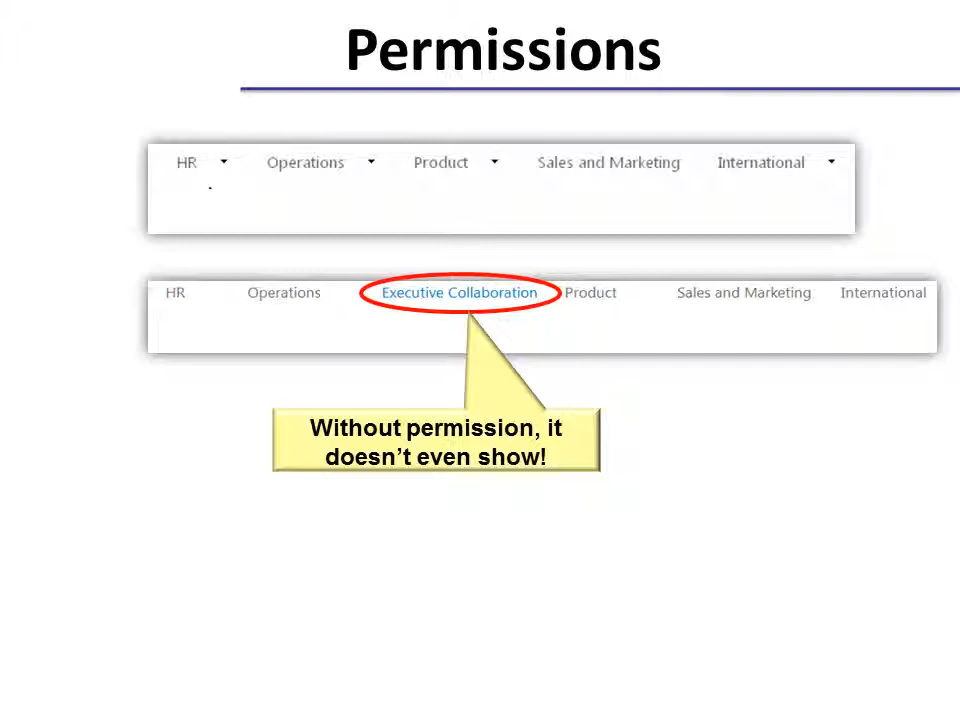 Permissions
HR Operations Product Sales and Marketing International
HR Operations Executive Collaboration Product Sales and Marketing International
Without permission, it
doesn't even show!